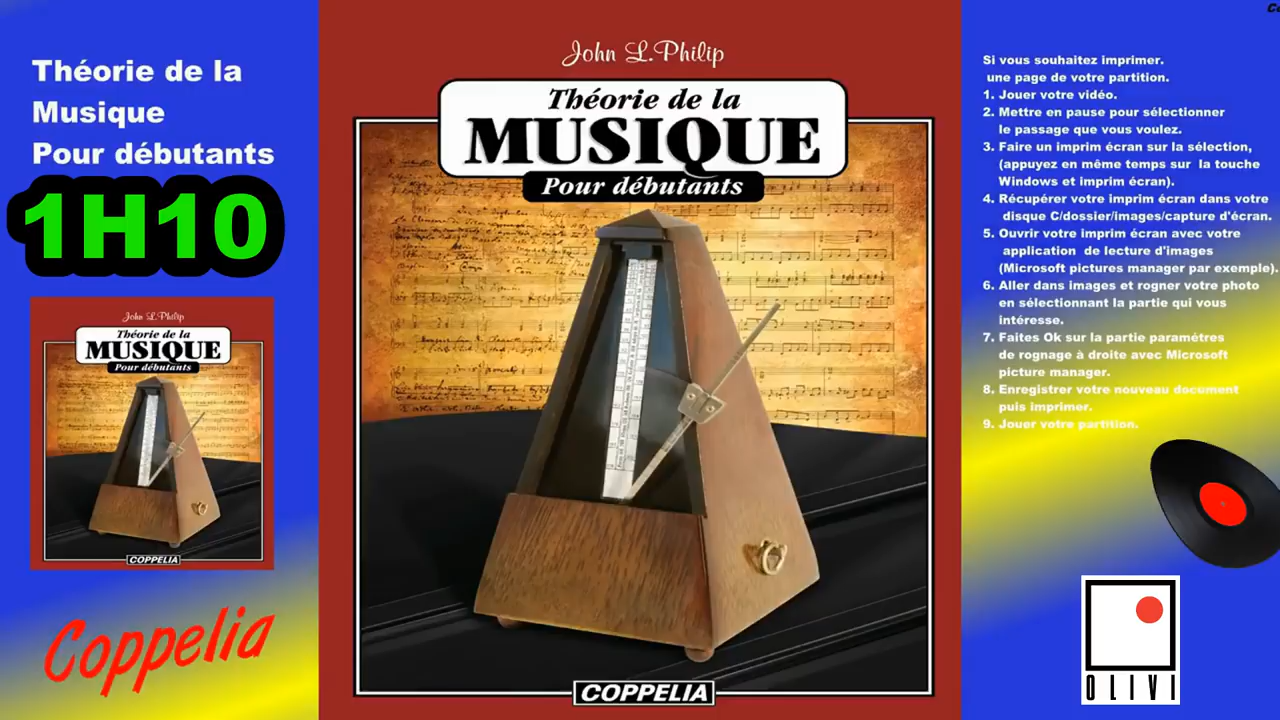 Théorie de la
Musique
Pour débutants
1H10
John L. Philip
Théorie de la
MUSIQUE
Pour débutants
COPPELIA
Coppelia
John L. Philip
Théorie de la
MUSIQUE
Pour débutants
COPPELIA
Si vous souhaitez imprimer.
une page de votre partition.
1. Jouer votre vidéo.
2. Mettre en pause pour sélectionner
le passage que vous voulez.
3. Faire un imprim écran sur la sélection,
(appuyez en même temps sur la touche
Windows et imprim écran).
4. Récupérer votre imprim écran dans votre
disque C/dossier/images/capture d'écran.
5. Ouvrir votre imprim écran avec votre
application de lecture d'images
(Microsoft pictures manager par exemple).
6. Aller dans images et rogner votre photo
en sélectionnant la partie qui vous
intéresse.
7. Faites Ok sur la partie paramétres
de rognage à droite avec Microsoft
picture manager.
8. Enregistrer votre nouveau document
puis imprimer.
9. Jouer votre partition.
OLIVI